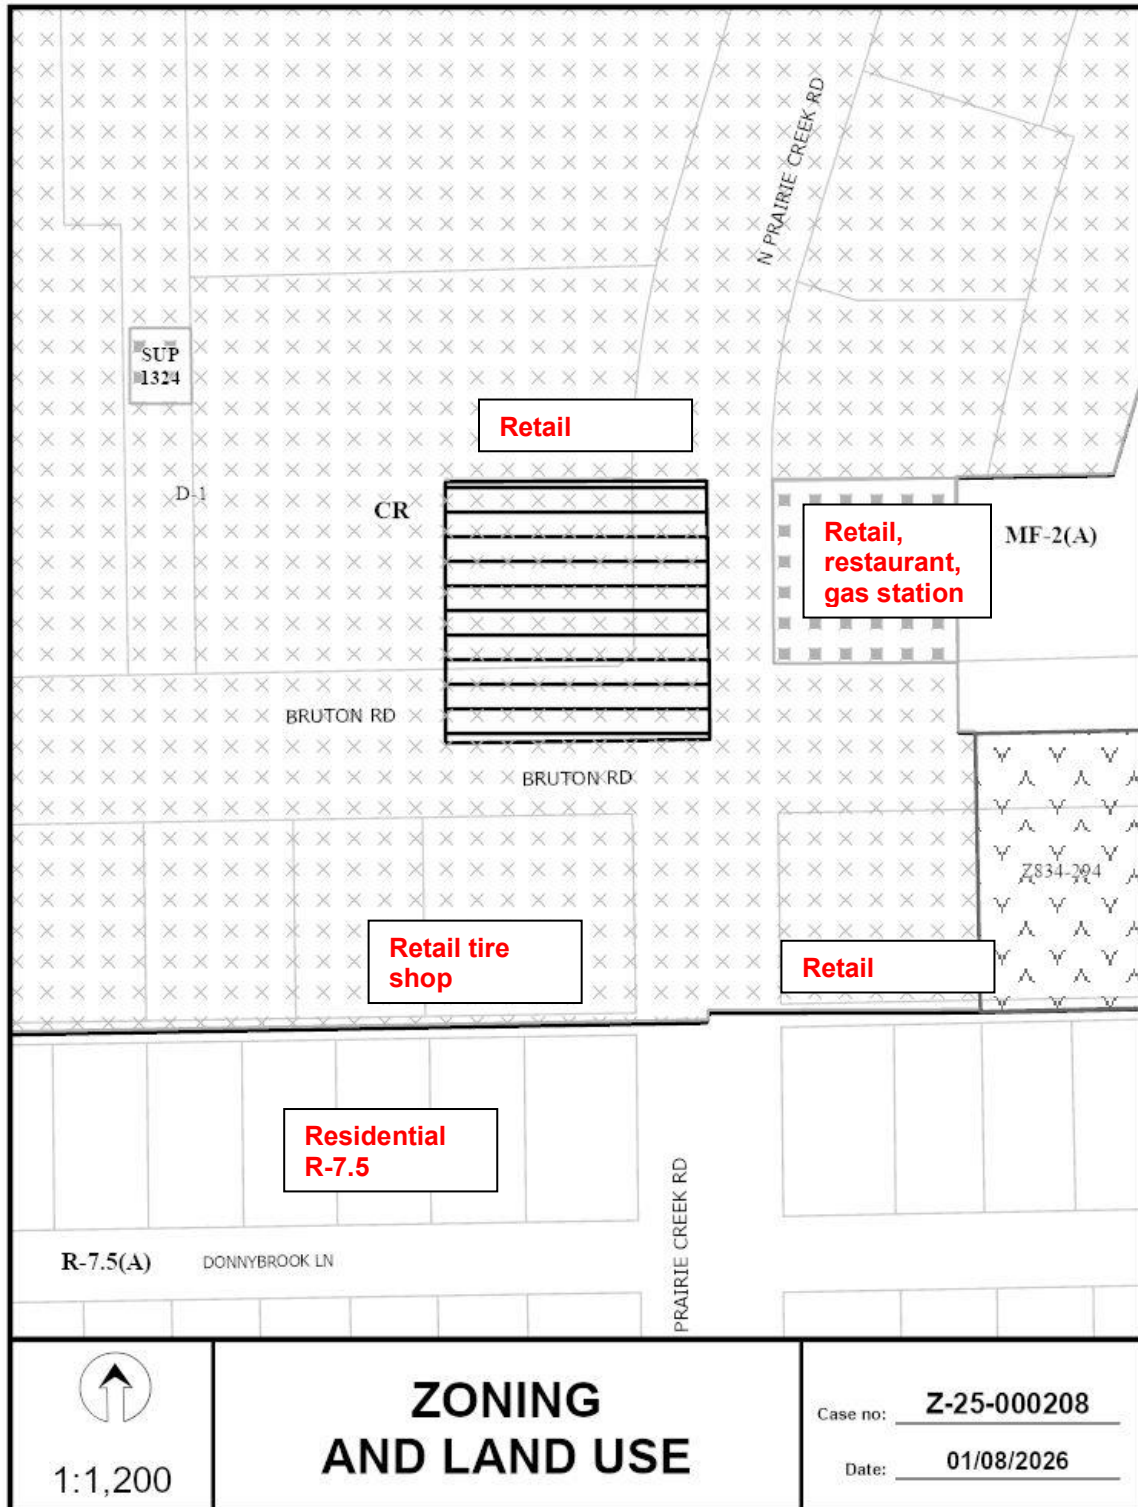 N PRAIRIE CREEK RD
SUP
1324
Retail
D-1
CR
Retail,
restaurant,
gas station
MF-2(A)
BRUTON RD
BRUTON RD
Z834-294
Retail tire
shop
Retail
Residential
R-7.5
PRAIRIE CREEK RD
R-7.5(A)
DONNYBROOK LN
1:1,200
ZONING
AND LAND USE
Case no: Z-25-000208
Date: 01/08/2026